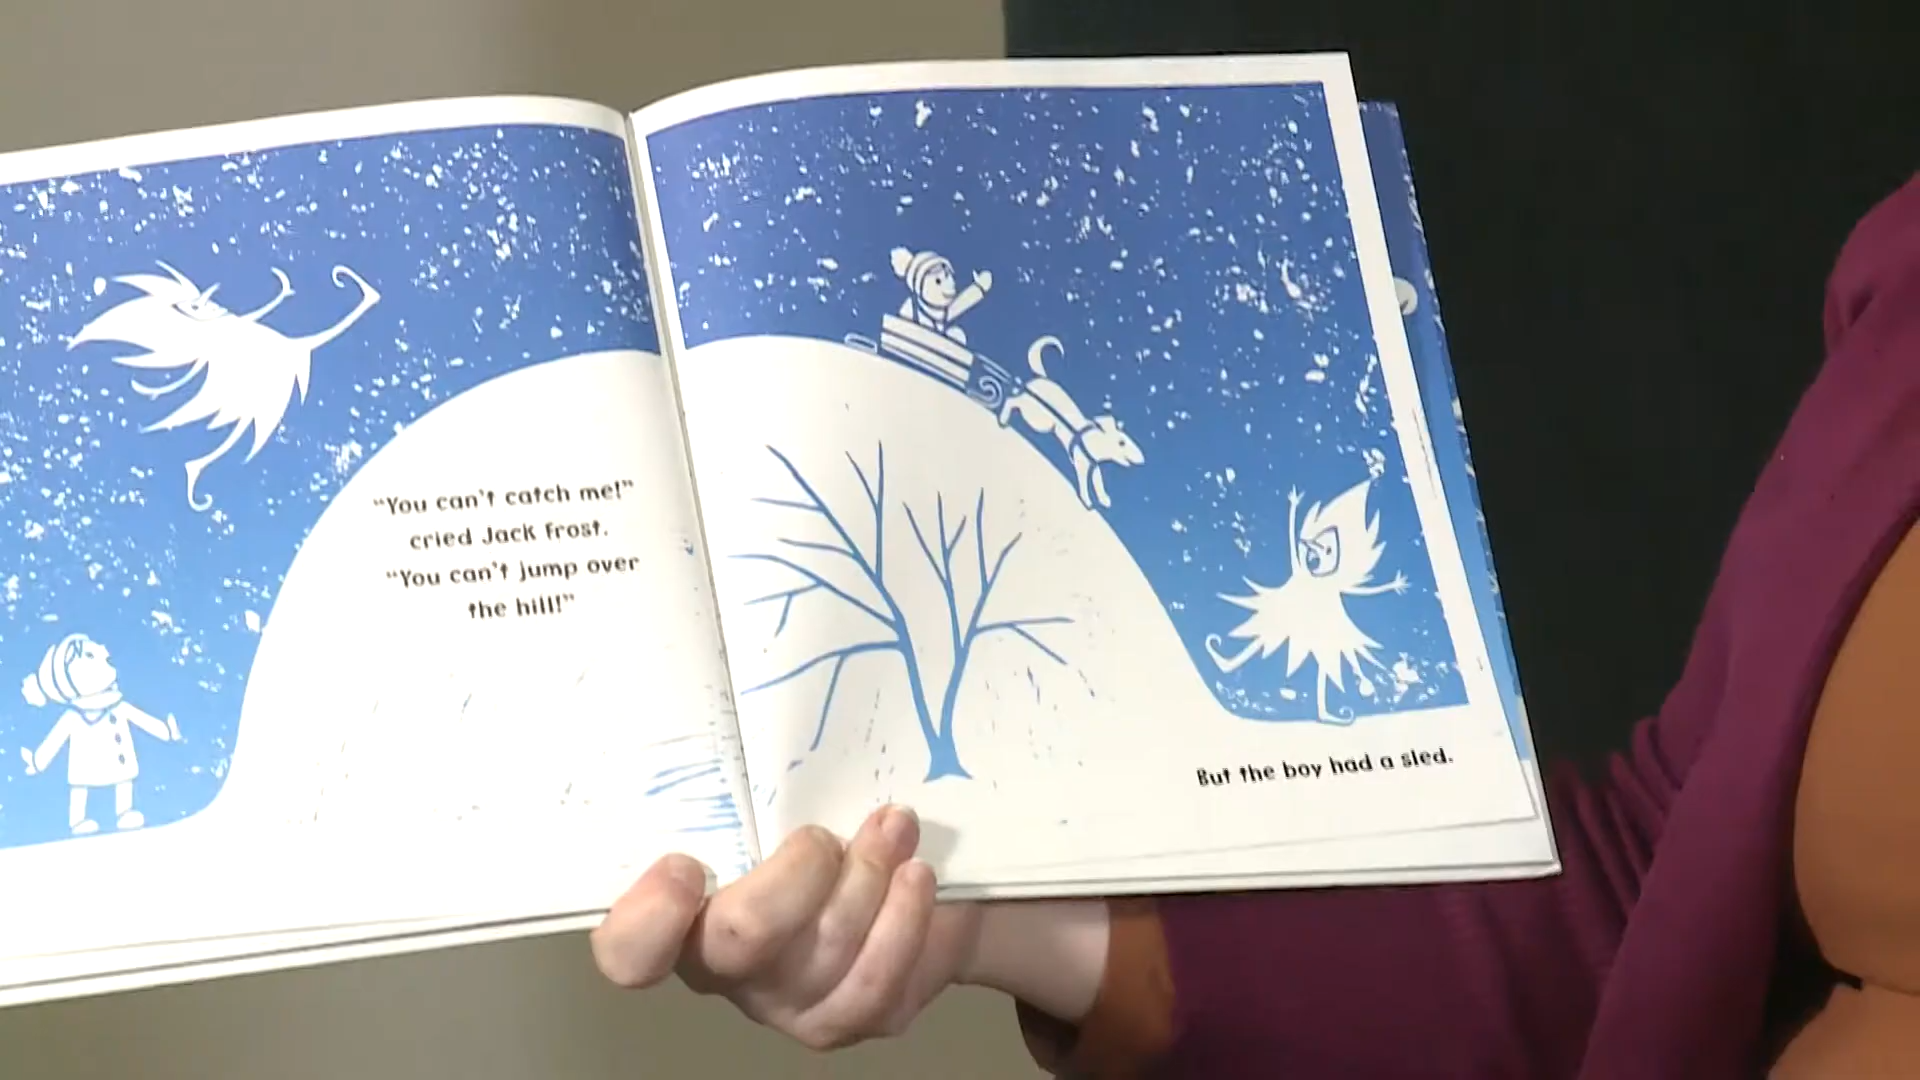 “You can't catch me!”
cried Jack Frost.
“You can't jump over
the hill!”
But the boy had a sled.